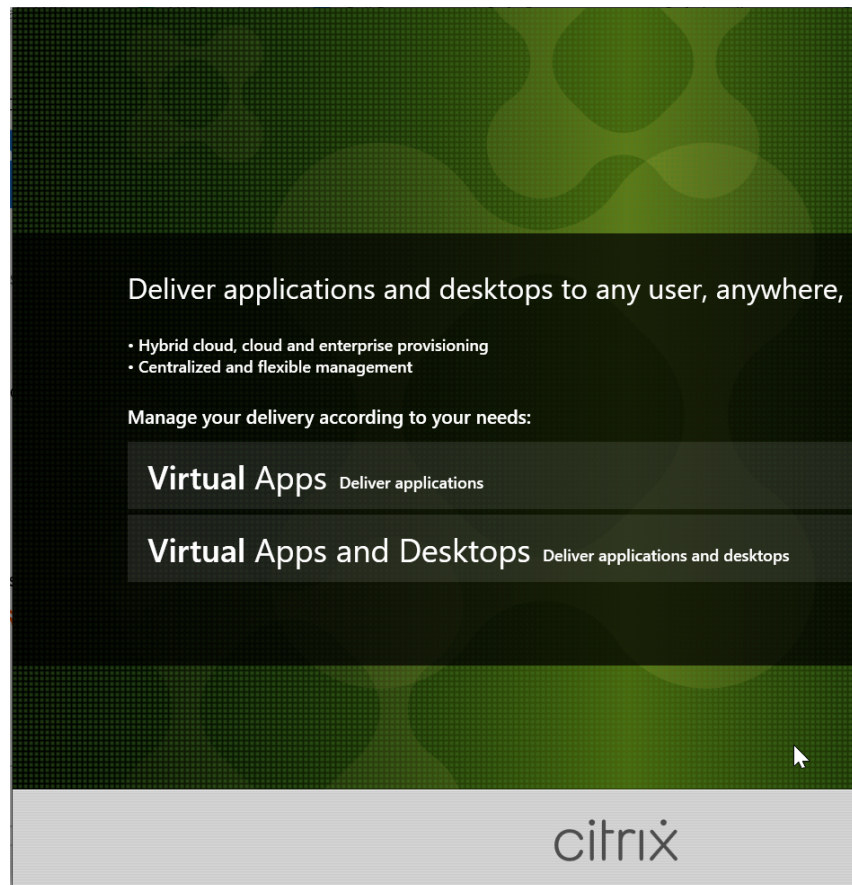 Deliver applications and desktops to any user, anywhere,
• Hybrid cloud, cloud and enterprise provisioning
• Centralized and flexible management
Manage your delivery according to your needs:
Virtual Apps Deliver applications
Virtual Apps and Desktops Deliver applications and desktops
citrix